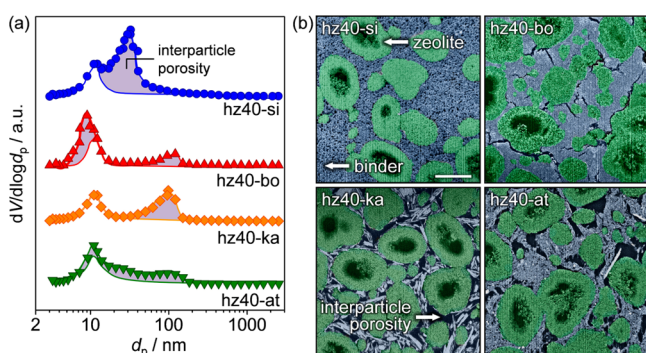 (a)
dV/dlogdp / a.u.
interparticle
porosity
hz40-si
hz40-bo
hz40-ka
hz40-at
2 10 100 1000
dp / nm
(b)
hz40-si
zeolite
binder
hz40-bo
hz40-ka
interparticle
porosity
hz40-at